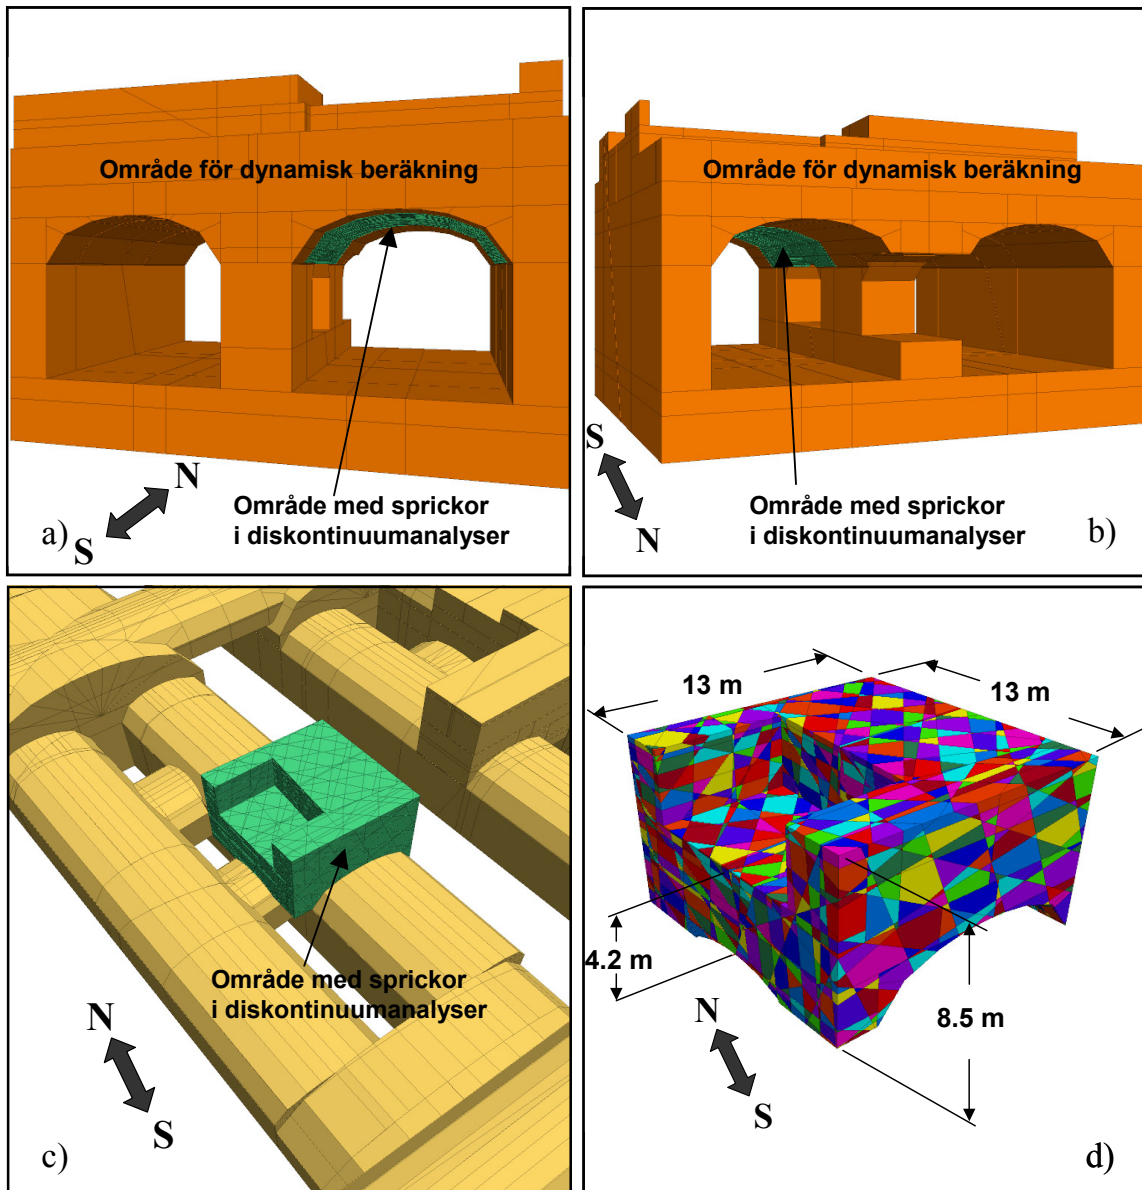 Område för dynamisk beräkning
N
S
Område med sprickor
i diskontinuumanalyser
a)
Område för dynamisk beräkning
S
N
Område med sprickor
i diskontinuumanalyser
b)
Område med sprickor
i diskontinuumanalyser
N
S
c)
13 m
13 m
4.2 m
8.5 m
N
S
d)